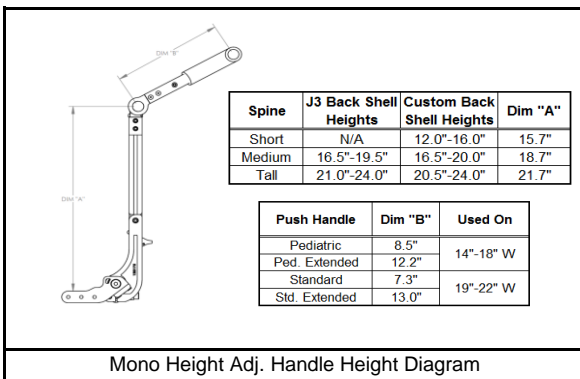 DIM "B"
DIM "A"
Spine J3 Back Shell Heights Custom Back Shell Heights Dim "A"
Short N/A 12.0"-16.0" 15.7"
Medium 16.5"-19.5" 16.5"-20.0" 18.7"
Tall 21.0"-24.0" 20.5"-24.0" 21.7"
Push Handle Dim "B" Used On
Pediatric 8.5" 14"-18" W
Ped. Extended 12.2"
Standard 7.3" 19"-22" W
Std. Extended 13.0"
Mono Height Adj. Handle Height Diagram